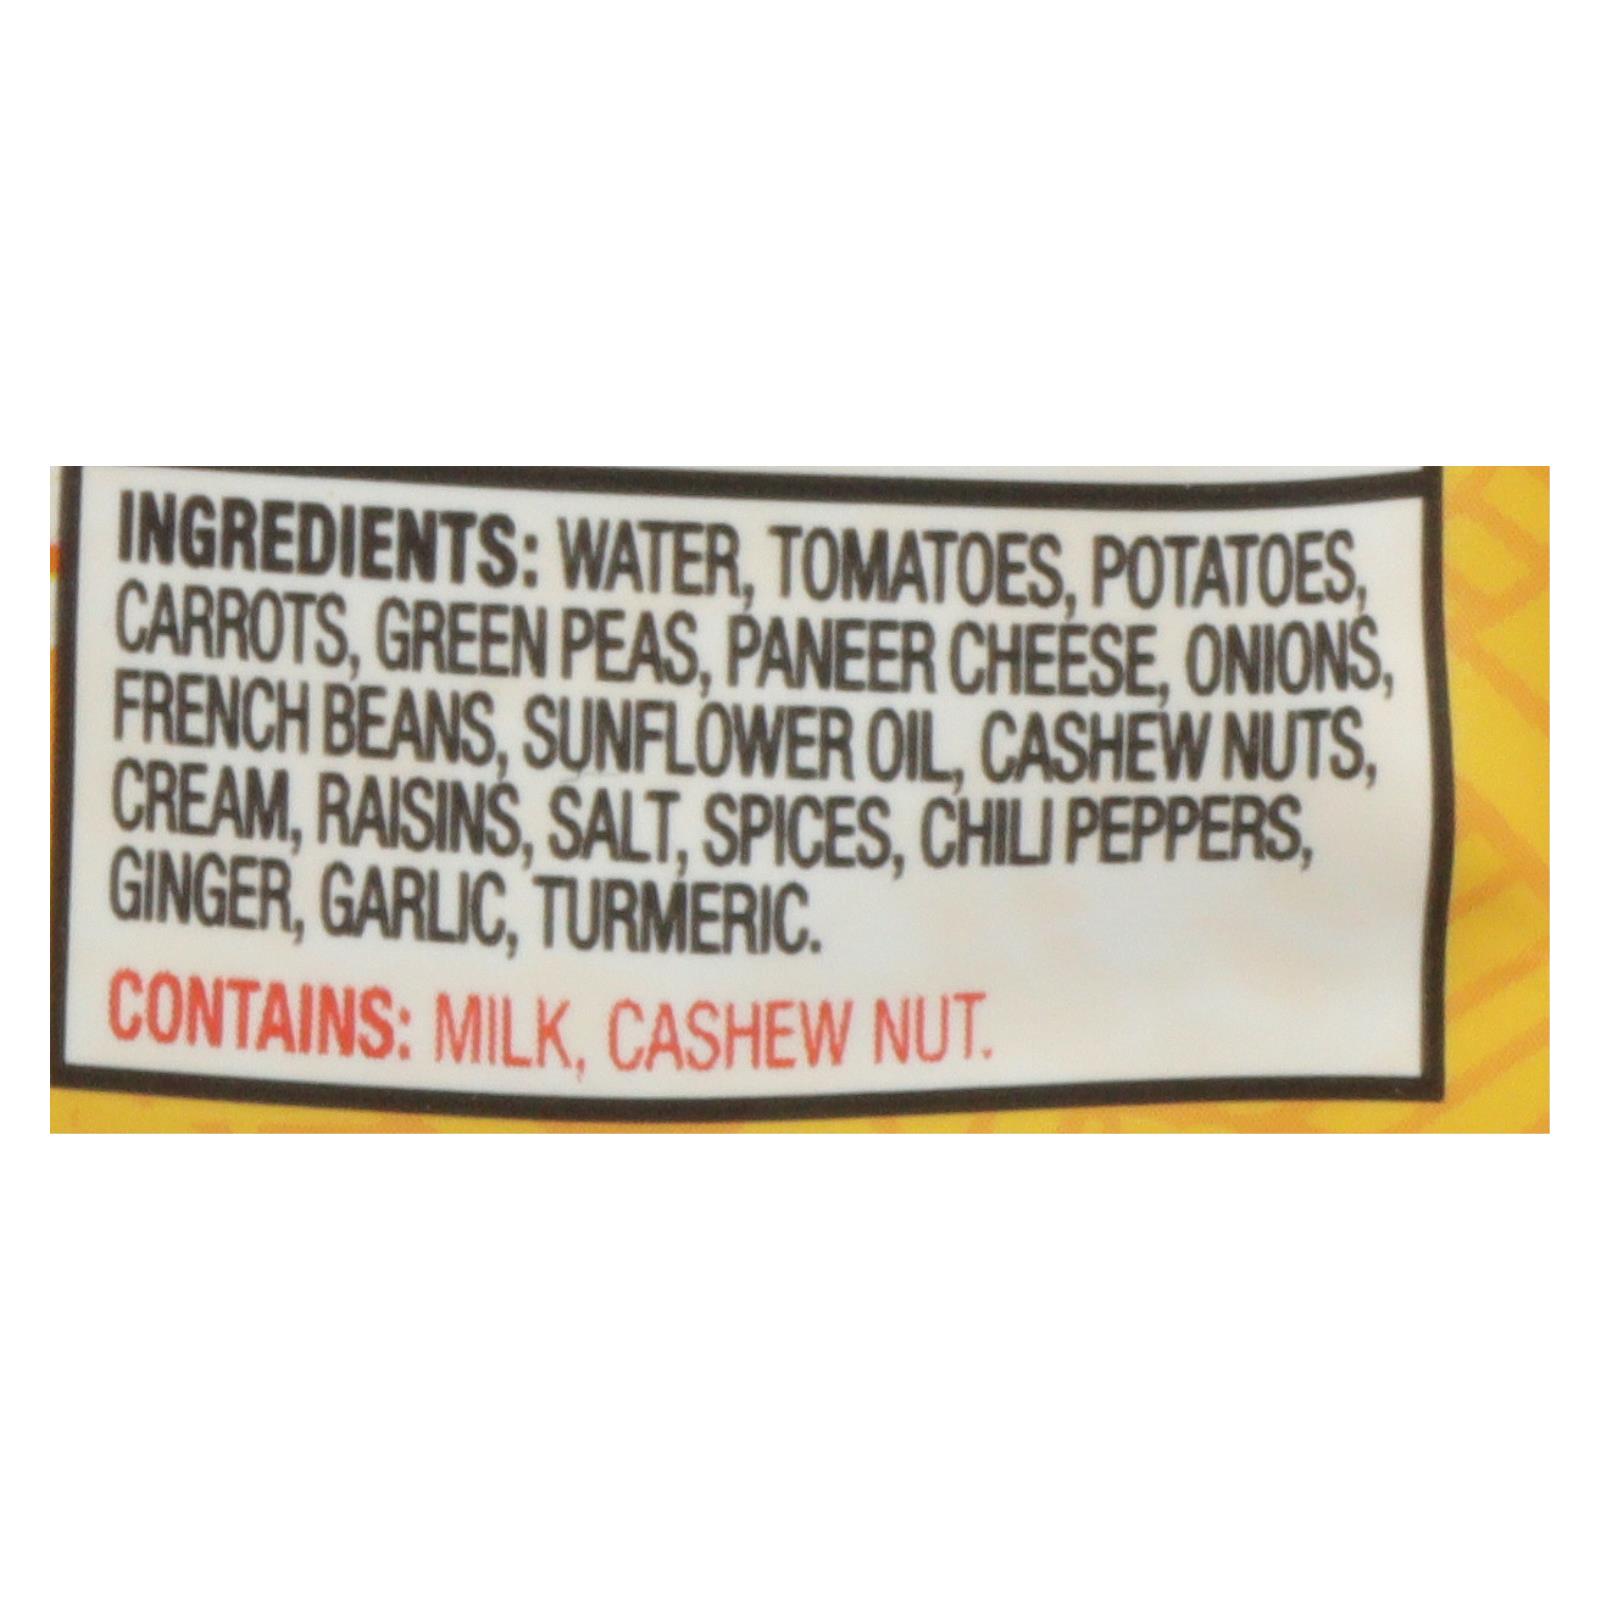 INGREDIENTS: WATER, TOMATOES, POTATOES,
CARROTS, GREEN PEAS, PANEER CHEESE, ONIONS,
FRENCH BEANS, SUNFLOWER OIL, CASHEW NUTS,
CREAM, RAISINS, SALT, SPICES, CHILI PEPPERS,
GINGER, GARLIC, TURMERIC.
CONTAINS: MILK, CASHEW NUT.